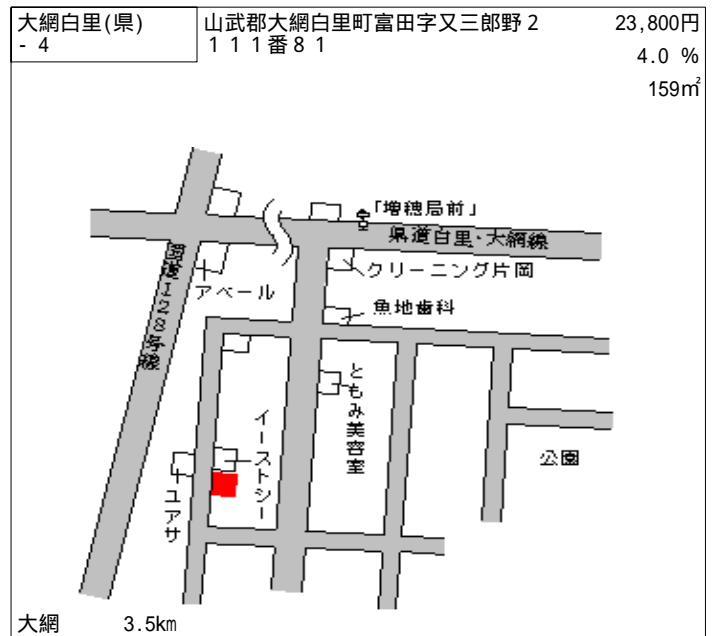 大網白里(県)
- 4
山武郡大網白里町富田字又三郎野２
１１１番８１
23,800円
4.0 %
159㎡
「増穂局前」
県道白里・大網線
クリーニング片岡
国道128号線
アベール
魚地歯科
ともみ美容室
イーストシー
公園
ユアサ
大網 3.5km